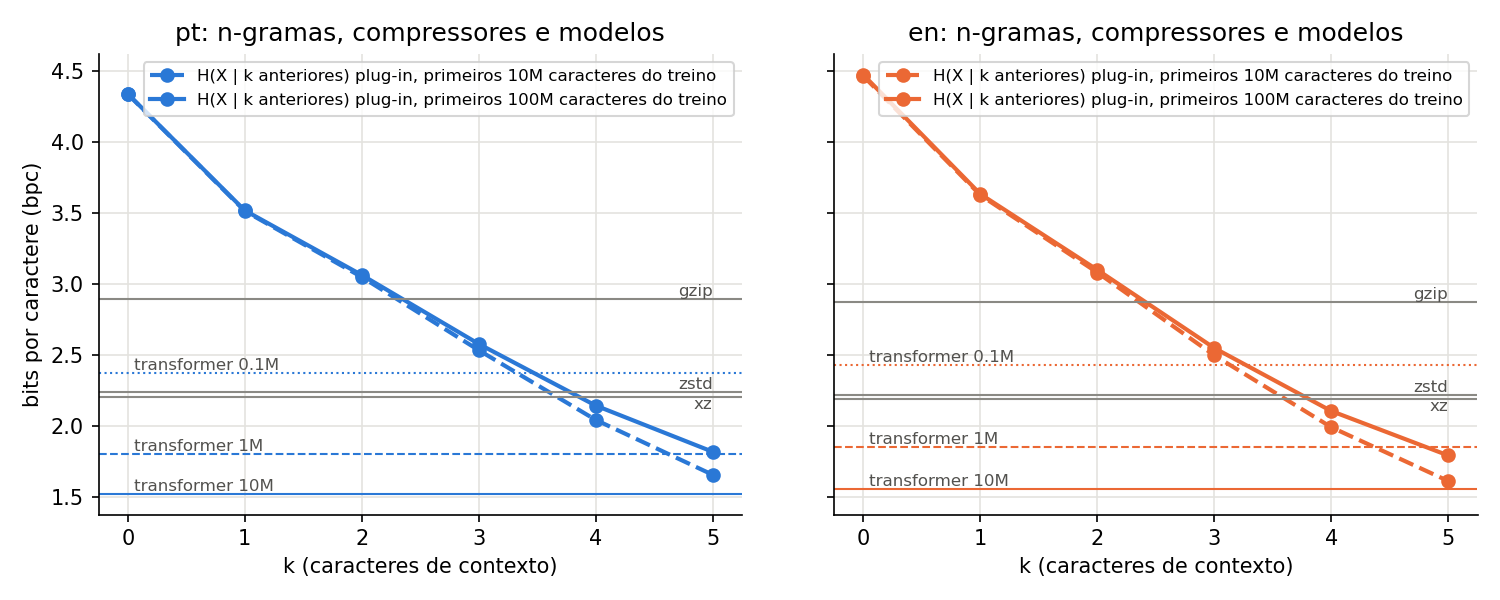 pt: n-gramas, compressores e modelos
H(X | k anteriores) plug-in, primeiros 10M caracteres do treino
H(X | k anteriores) plug-in, primeiros 100M caracteres do treino
4.5
4.0
3.5
3.0
2.5
2.0
1.5
bits por caractere (bpc)
gzip
transformer 0.1M
zstd
xz
transformer 1M
transformer 10M
0 1 2 3 4 5
k (caracteres de contexto)
en: n-gramas, compressores e modelos
H(X | k anteriores) plug-in, primeiros 10M caracteres do treino
H(X | k anteriores) plug-in, primeiros 100M caracteres do treino
gzip
transformer 0.1M
zstd
xz
transformer 1M
transformer 10M
0 1 2 3 4 5
k (caracteres de contexto)